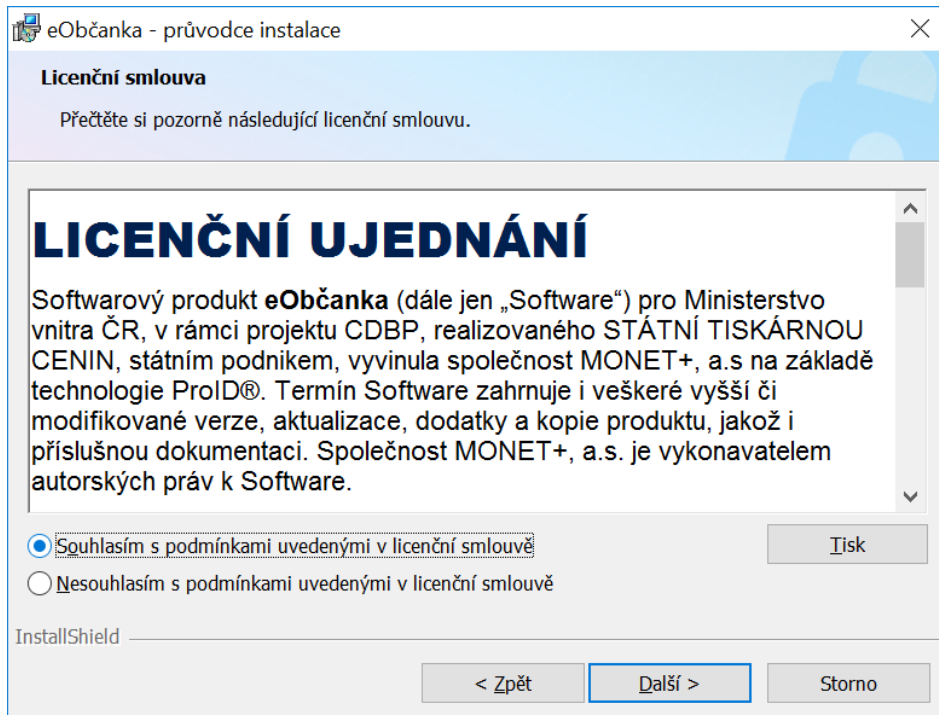 eObčanka - průvodce instalace
Licenční smlouva
Přečtěte si pozorně následující licenční smlouvu.
LICENČNÍ UJEDNÁNÍ
Softwarový produkt eObčanka (dále jen „Software“) pro Ministerstvo
vnitra ČR, v rámci projektu CDBP, realizovaného STÁTNÍ TISKÁRNOU
CENIN, státním podnikem, vyvinula společnost MONET+, a.s na základě
technologie ProID®. Termín Software zahrnuje i veškeré vyšší či
modifikované verze, aktualizace, dodatky a kopie produktu, jakož i
příslušnou dokumentaci. Společnost MONET+, a.s. je vykonavatelem
autorských práv k Software.
Souhlasím s podmínkami uvedenými v licenční smlouvě
Tisk
Nesouhlasím s podmínkami uvedenými v licenční smlouvě
InstallShield
< Zpět
Další >
Storno